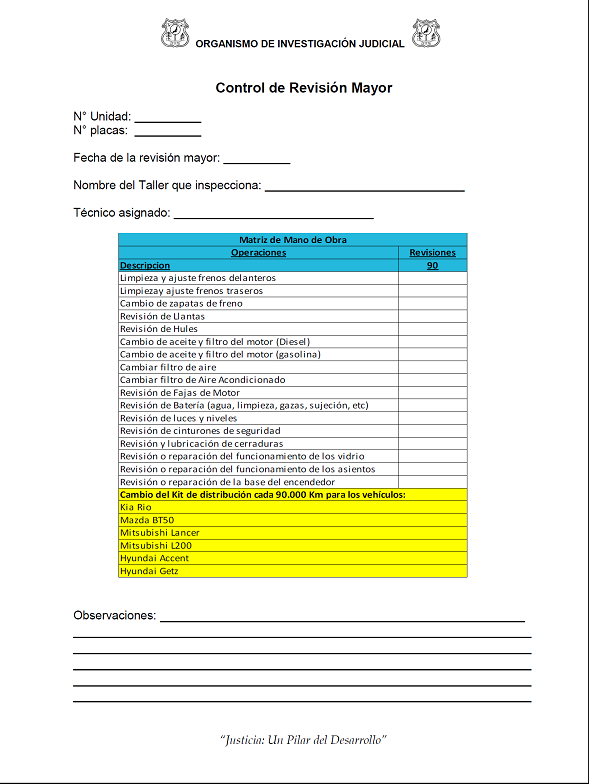 ORGANISMO DE INVESTIGACIÓN JUDICIAL
Control de Revisión Mayor
N° Unidad: __________
N° placas: __________
Fecha de la revisión mayor: __________
Nombre del Taller que inspecciona: ______________________________
Técnico asignado: ______________________________
Matriz de Mano de Obra
Operaciones Revisiones
Descripcion 90
Limpieza y ajuste frenos delanteros
Limpiezay ajuste frenos traseros
Cambio de zapatas de freno
Revisión de Llantas
Revisión de Hules
Cambio de aceite y filtro del motor (Diesel)
Cambio de aceite y filtro del motor (gasolina)
Cambiar filtro de aire
Cambiar filtro de Aire Acondicionado
Revisión de Fajas de Motor
Revisión de Batería (agua, limpieza, gazas, sujeción, etc)
Revisión de luces y niveles
Revisión de cinturones de seguridad
Revisión y lubricación de cerraduras
Revisión o reparación del funcionamiento de los vidrio
Revisión o reparación del funcionamiento de los asientos
Revisión o reparación de la base del encendedor
Cambio del Kit de distribución cada 90.000 Km para los vehículos:
Kia Rio
Mazda BT50
Mitsubishi Lancer
Mitsubishi L200
Hyundai Accent
Hyundai Getz
Observaciones: ______________________________
“Justicia: Un Pilar del Desarrollo”